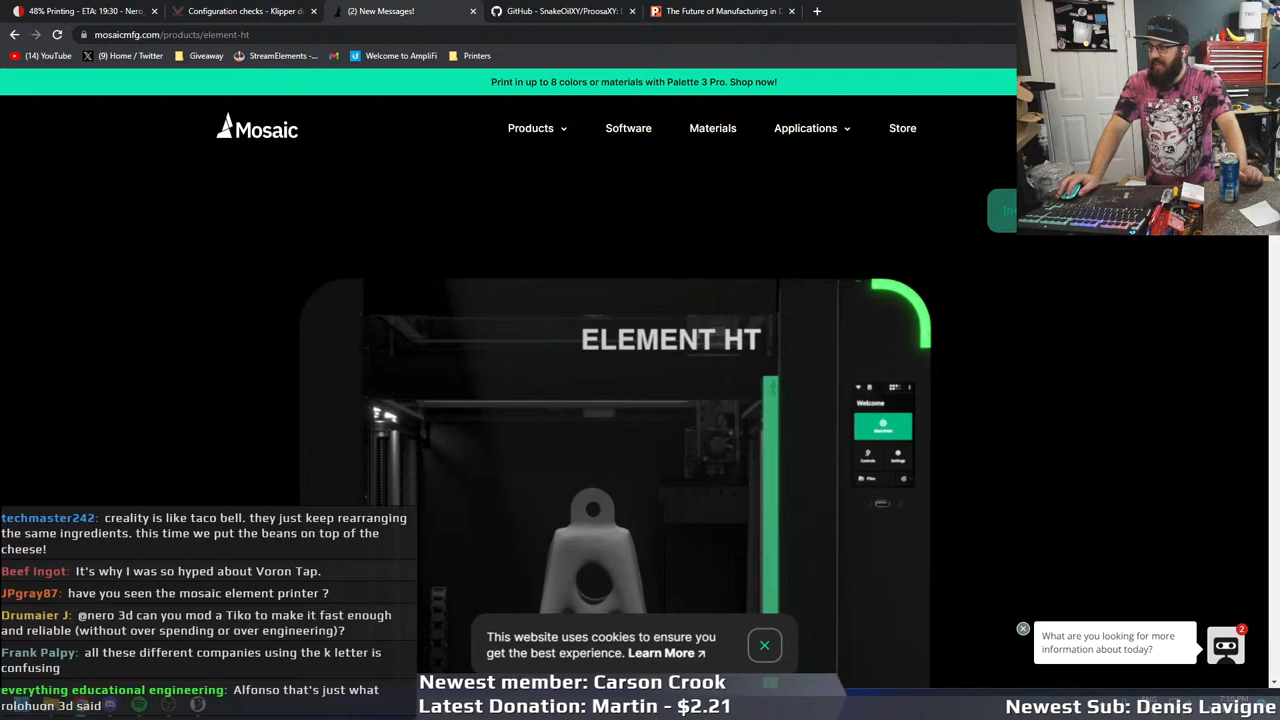 48% Printing - ETA: 19:30 - Nero
Configuration checks - Klipper do
(2) New Messages!
GitHub - SnakeOilXY/ProosaXY: L
The Future of Manufacturing in D
mosaicmfg.com/products/element-ht
(14) YouTube
(9) Home / Twitter
Giveaway
StreamElements -...
Welcome to AmpliFi
Printers
Print in up to 8 colors or materials with Palette 3 Pro. Shop now!
Mosaic
Products
Software
Materials
Applications
Store
ELEMENT HT
Welcome
Start Print
Controls
Settings
Files
techmaster242: creality is like taco bell. they just keep rearranging
the same ingredients. this time we put the beans on top of the
cheese!
Beef Ingot: It's why I was so hyped about Voron Tap.
JPgray87: have you seen the mosaic element printer ?
Drumaier J: @nero 3d can you mod a Tiko to make it fast enough
and reliable (without over spending or over engineering)?
Frank Palpy: all these different companies using the k letter is
confusing
everything educational engineering: Alfonso that's just what
rolohaun 3d said
This website uses cookies to ensure you
get the best experience. Learn More
What are you looking for more
information about today?
2
Newest member: Carson Crook
Latest Donation: Martin - $2.21
Newest Sub: Denis Lavigne